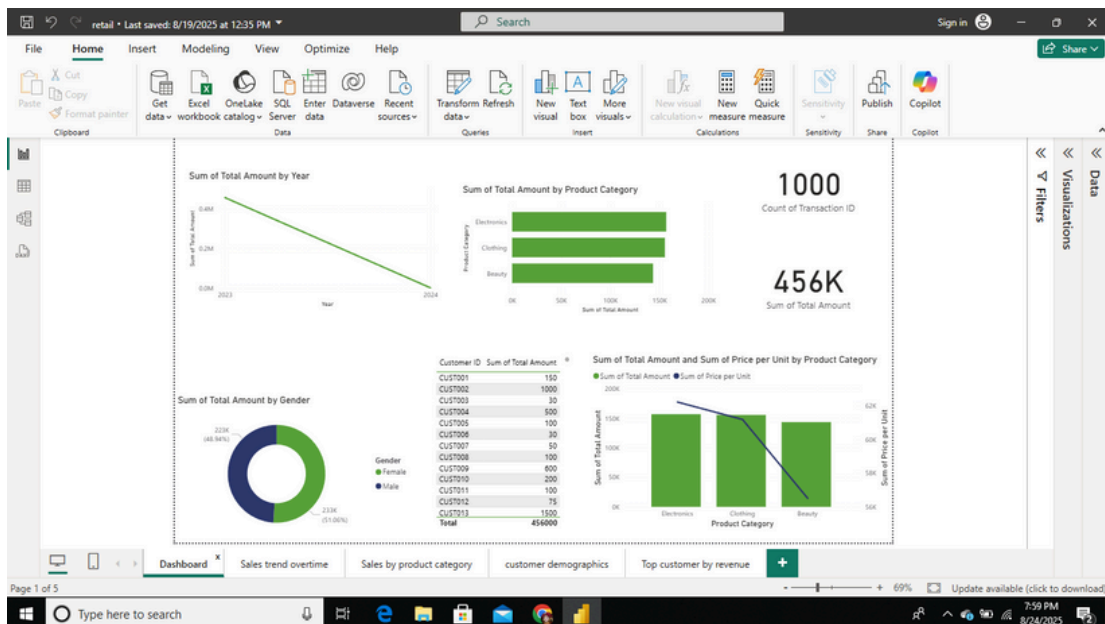 retail • Last saved: 8/19/2025 at 12:35 PM
Search
Sign in
File Home Insert Modeling View Optimize Help
Share
Paste
Cut
Copy
Format painter
Clipboard
Get data
Excel workbook
OneLake catalog
SQL Server
Enter data
Dataverse
Recent sources
Data
Transform data
Refresh
Queries
New visual
Text box
More visuals
Insert
New visual calculation
New measure
Quick measure
Calculations
Sensitivity
Sensitivity
Publish
Share
Copilot
Copilot
Sum of Total Amount by Year
Sum of Total Amount
0.4M
0.2M
0.0M
2023 2024
Year
Sum of Total Amount by Product Category
Product Category
Electronics
Clothing
Beauty
0K 50K 100K 150K 200K
Sum of Total Amount
1000
Count of Transaction ID
456K
Sum of Total Amount
Filters
Visualizations
Data
Sum of Total Amount by Gender
223K
(48.94%)
233K
(51.06%)
Gender
Female
Male
Customer ID Sum of Total Amount
CUST001 150
CUST002 1000
CUST003 30
CUST004 500
CUST005 100
CUST006 30
CUST007 50
CUST008 100
CUST009 600
CUST010 200
CUST011 100
CUST012 75
CUST013 1500
Total 456000
Sum of Total Amount and Sum of Price per Unit by Product Category
Sum of Total Amount Sum of Price per Unit
Sum of Total Amount
200K
150K
100K
50K
0K
62K
60K
58K
56K
Sum of Price per Unit
Electronics Clothing Beauty
Product Category
Dashboard Sales trend overtime Sales by product category customer demographics Top customer by revenue
Page 1 of 5
69%
Update available (click to download)
Type here to search
7:59 PM
8/24/2025